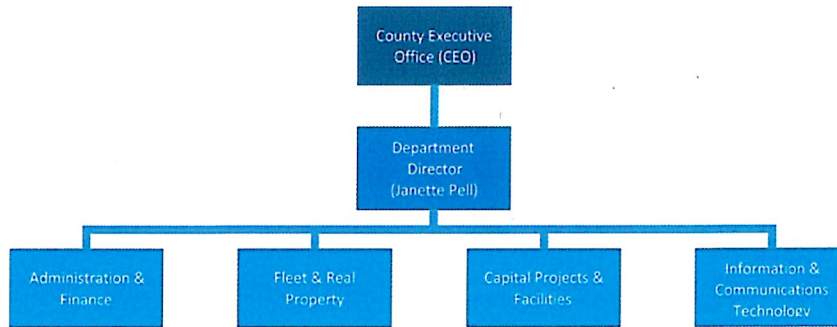 County Executive
Office (CEO)
Department
Director
(Janette Pell)
Administration &
Finance
Fleet & Real
Property
Capital Projects &
Facilities
Information &
Communications
Technology